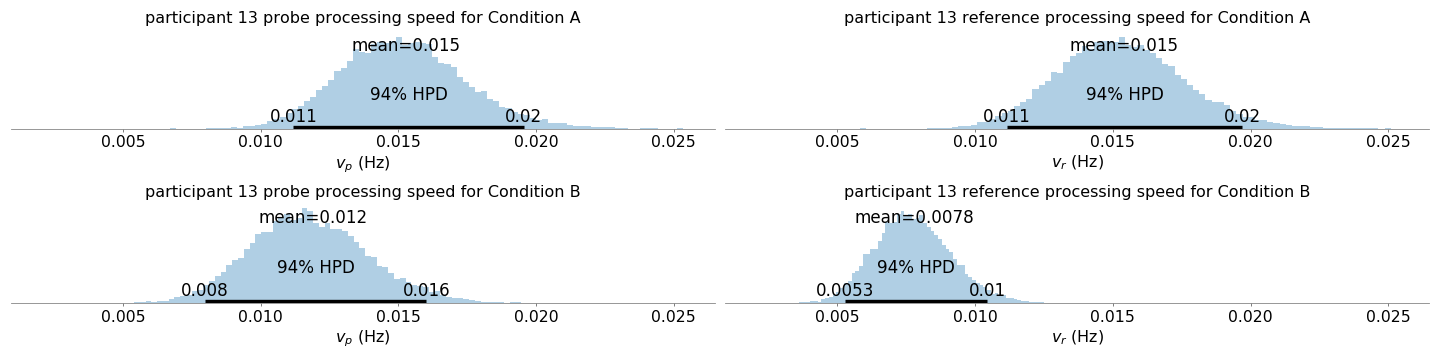 participant 13 probe processing speed for Condition A
mean=0.015
94% HPD
0.011 0.02
0.005 0.010 0.015 0.020 0.025
v_p (Hz)
participant 13 reference processing speed for Condition A
mean=0.015
94% HPD
0.011 0.02
0.005 0.010 0.015 0.020 0.025
v_r (Hz)
participant 13 probe processing speed for Condition B
mean=0.012
94% HPD
0.008 0.016
0.005 0.010 0.015 0.020 0.025
v_p (Hz)
participant 13 reference processing speed for Condition B
mean=0.0078
94% HPD
0.0053 0.01
0.005 0.010 0.015 0.020 0.025
v_r (Hz)